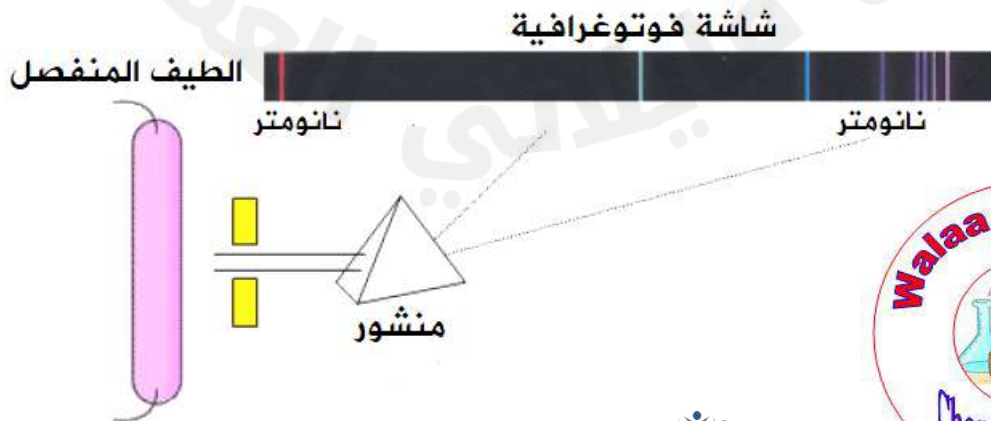 شاشة فوتوغرافية
الطيف المنفصل
نانومتر
نانومتر
منشور
Walaa